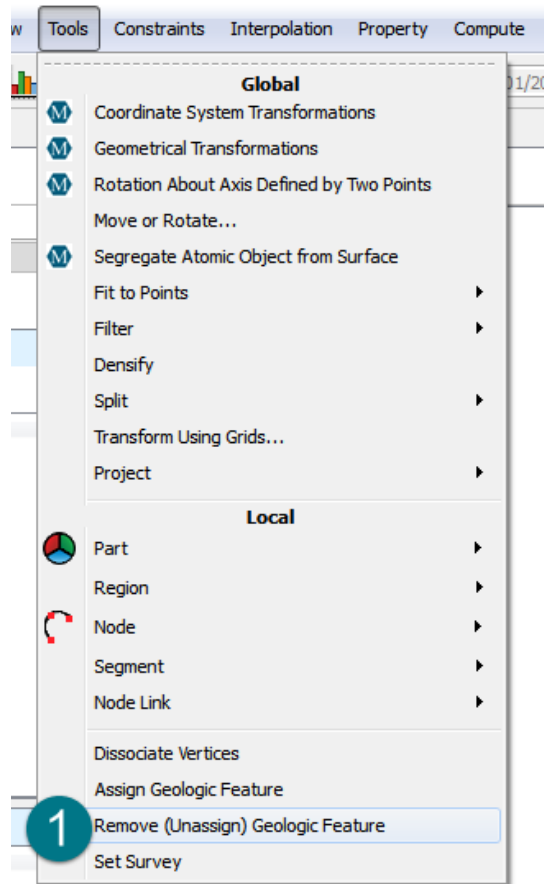 w Tools Constraints Interpolation Property Compute
01/20
Global
M Coordinate System Transformations
M Geometrical Transformations
M Rotation About Axis Defined by Two Points
Move or Rotate...
M Segregate Atomic Object from Surface
Fit to Points
Filter
Densify
Split
Transform Using Grids...
Project
Local
Part
Region
Node
Segment
Node Link
Dissociate Vertices
Assign Geologic Feature
1 Remove (Unassign) Geologic Feature
Set Survey